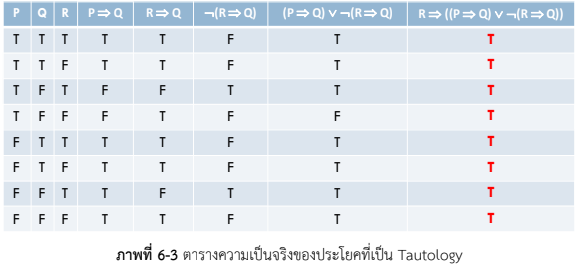 P Q R P ⇒ Q R ⇒ Q ¬(R ⇒ Q) (P ⇒ Q) ∨ ¬(R ⇒ Q) R ⇒ ((P ⇒ Q) ∨ ¬(R ⇒ Q))
T T T T T F T T
T T F T T F T T
T F T F F T T T
T F F F T F F T
F T T T T F T T
F T F T T F T T
F F T T F T T T
F F F T T F T T
ภาพที่ 6-3 ตารางความเป็นจริงของประโยคที่เป็น Tautology